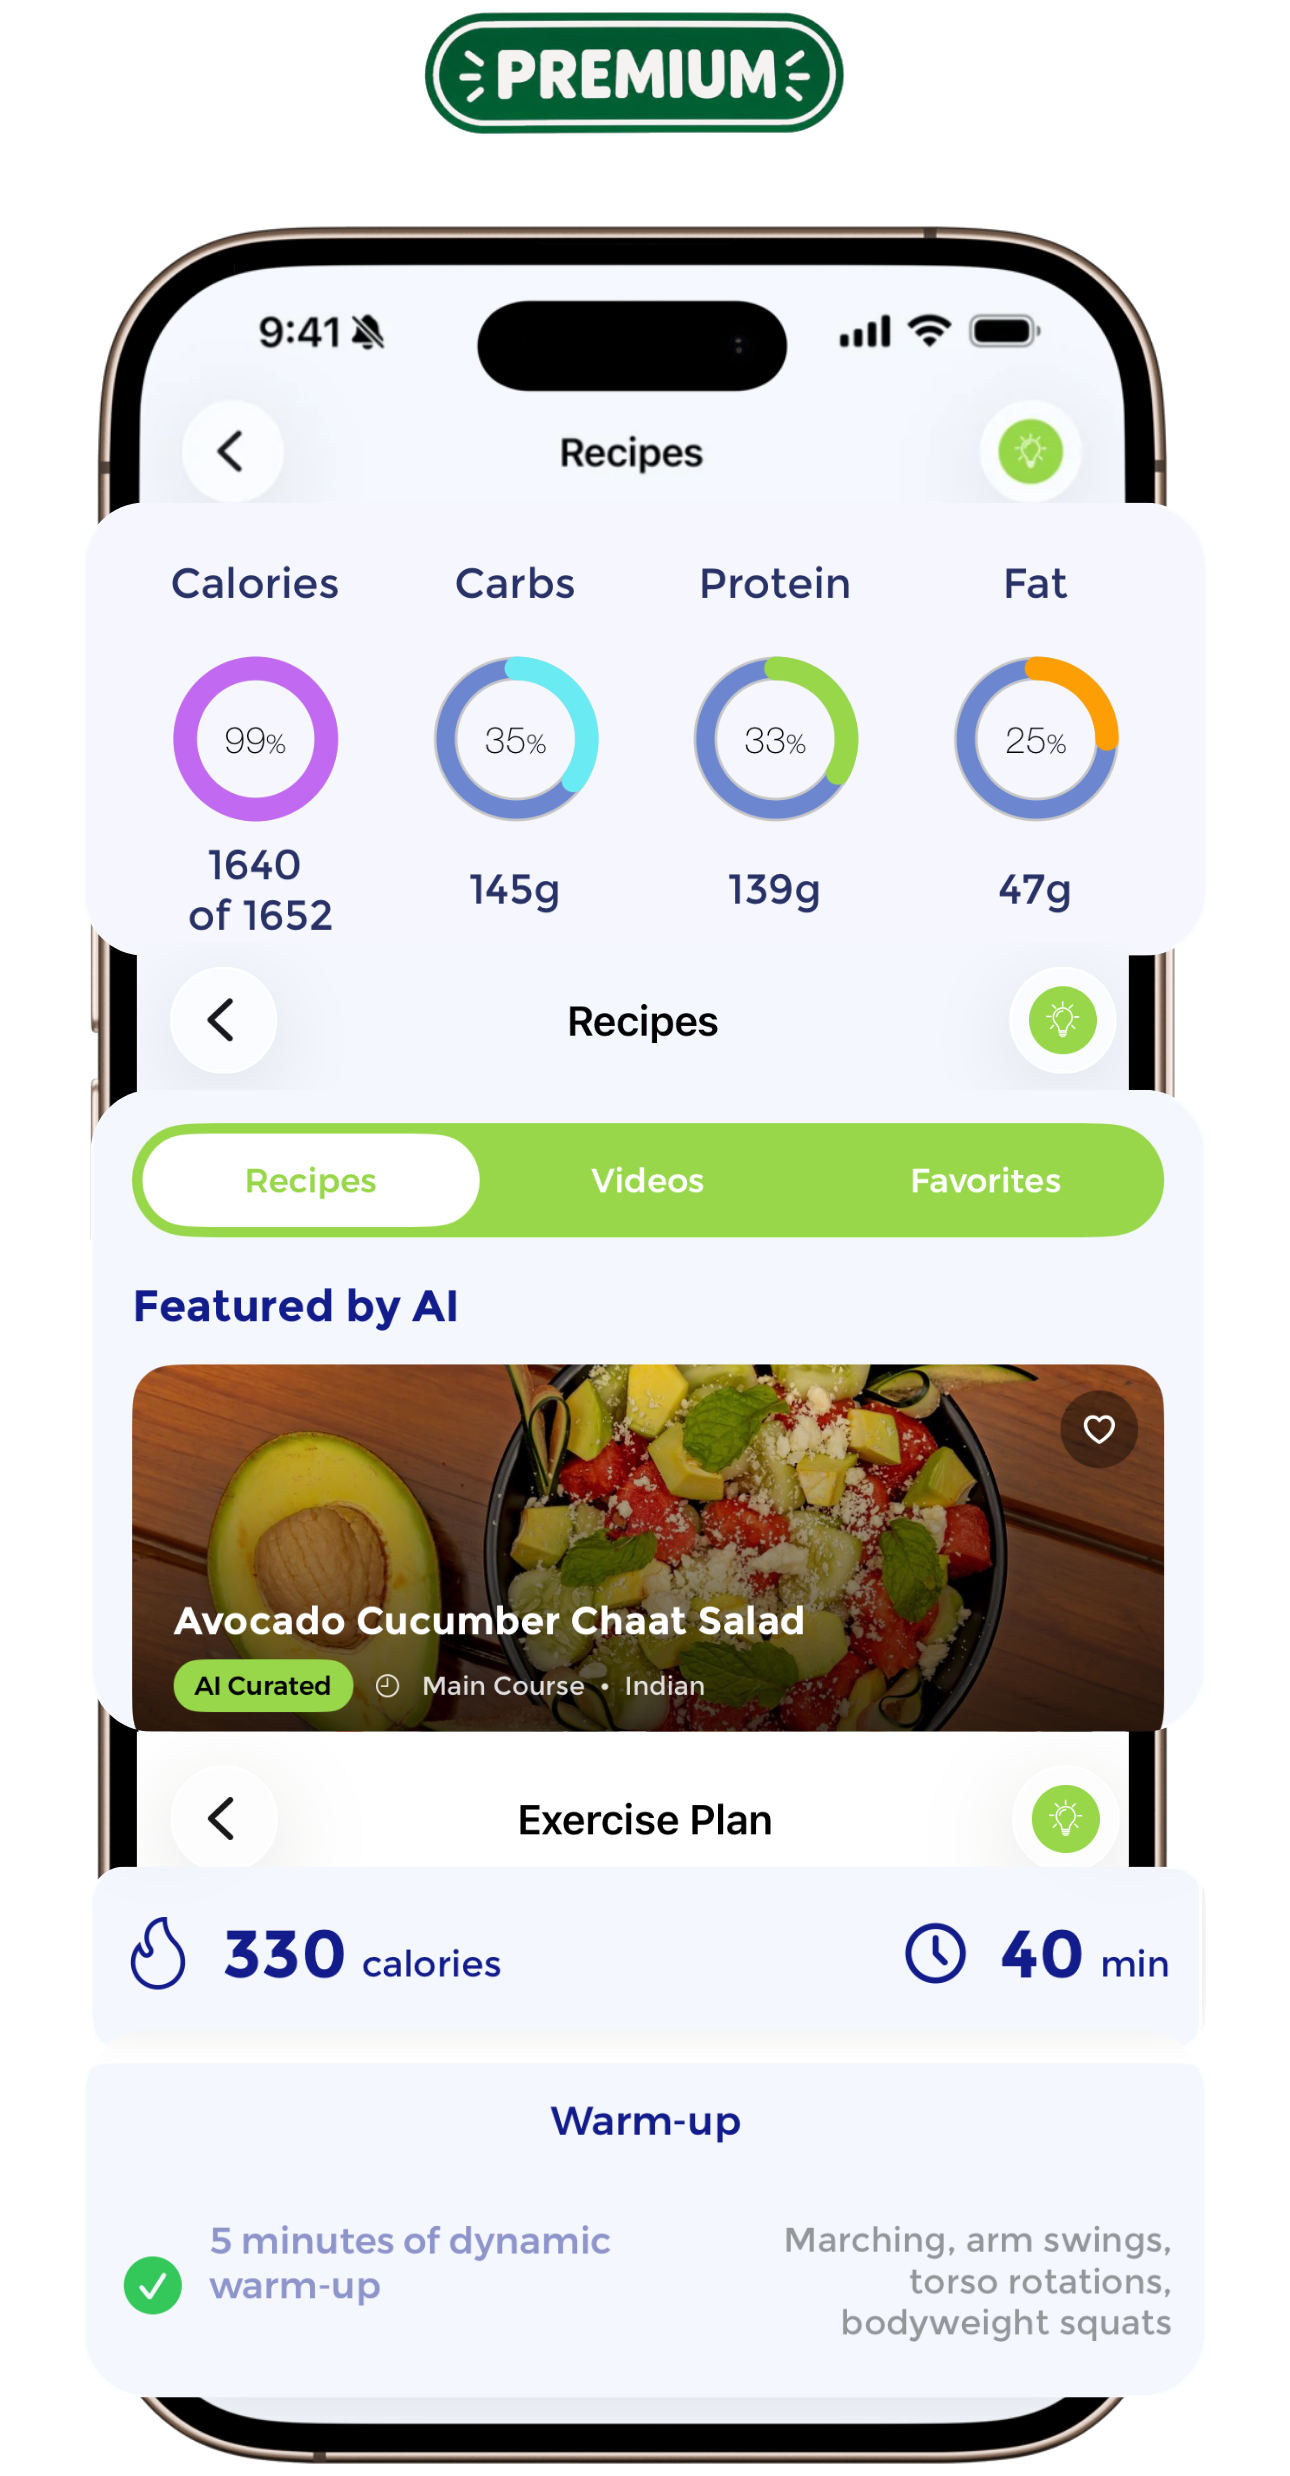 PREMIUM
9:41
Recipes
Calories Carbs Protein Fat
99% 35% 33% 25%
1640
of 1652
145g 139g 47g
Recipes
Recipes Videos Favorites
Featured by AI
Avocado Cucumber Chaat Salad
AI Curated Main Course • Indian
Exercise Plan
330 calories 40 min
Warm-up
5 minutes of dynamic
warm-up
Marching, arm swings,
torso rotations,
bodyweight squats